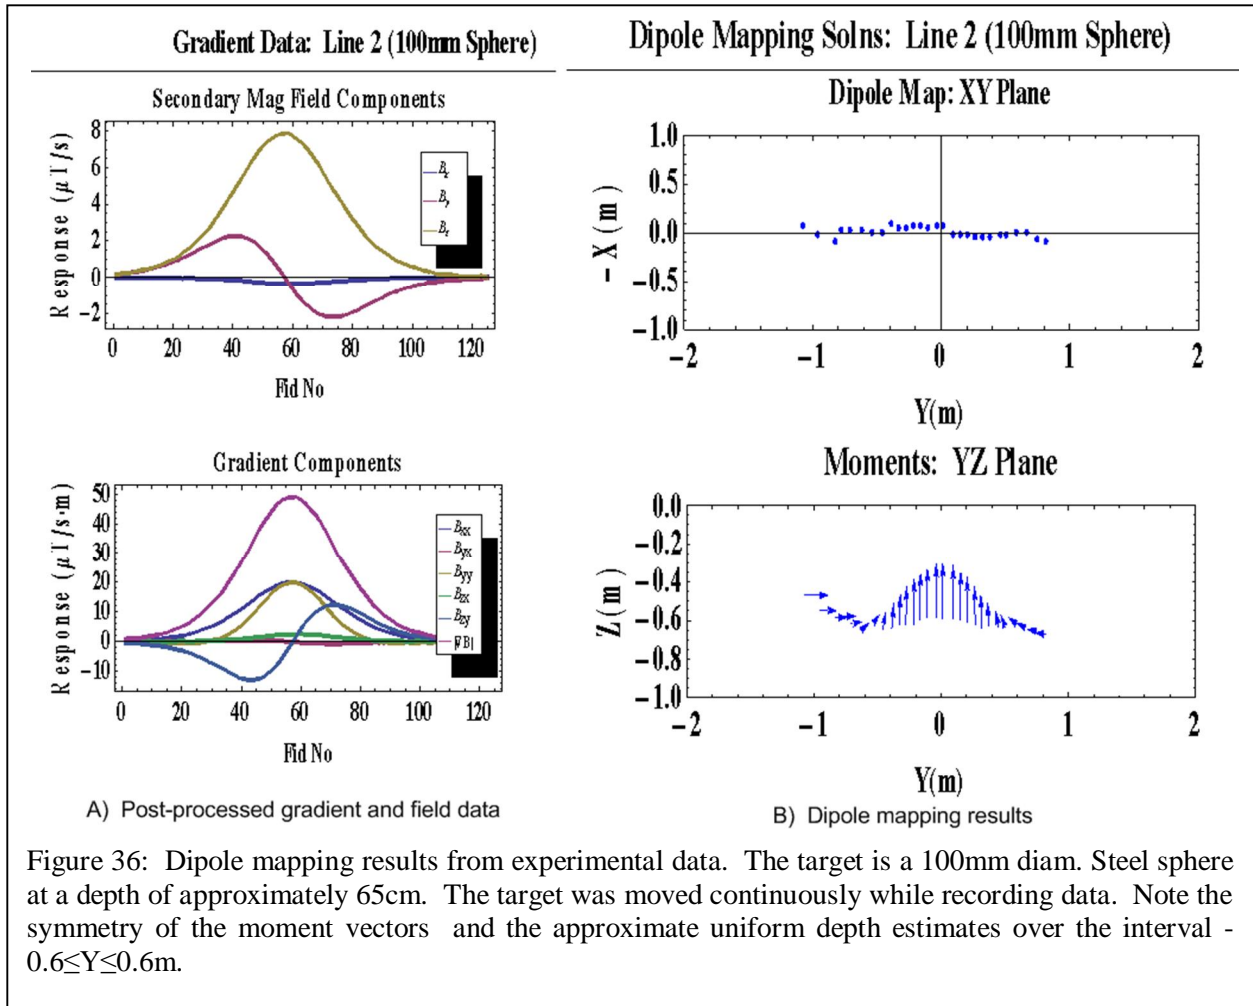 Gradient Data: Line 2 (100mm Sphere)
Secondary Mag Field Components
Response (μT/s)
8
6
4
2
0
−2
0 20 40 60 80 100 120
Fid No
Bx
By
Bz
Gradient Components
Response (μT/s·m)
50
40
30
20
10
0
−10
0 20 40 60 80 100 120
Fid No
Bxx
Byx
Byy
Bzx
Bzy
|∇B|
A) Post-processed gradient and field data
Dipole Mapping Solns: Line 2 (100mm Sphere)
Dipole Map: XY Plane
−X(m)
1.0
0.5
0.0
−0.5
−1.0
−2 −1 0 1 2
Y(m)
Moments: YZ Plane
Z(m)
0.0
−0.2
−0.4
−0.6
−0.8
−1.0
−2 −1 0 1 2
Y(m)
B) Dipole mapping results
Figure 36: Dipole mapping results from experimental data. The target is a 100mm diam. Steel sphere
at a depth of approximately 65cm. The target was moved continuously while recording data. Note the
symmetry of the moment vectors and the approximate uniform depth estimates over the interval -
0.6≤Y≤0.6m.